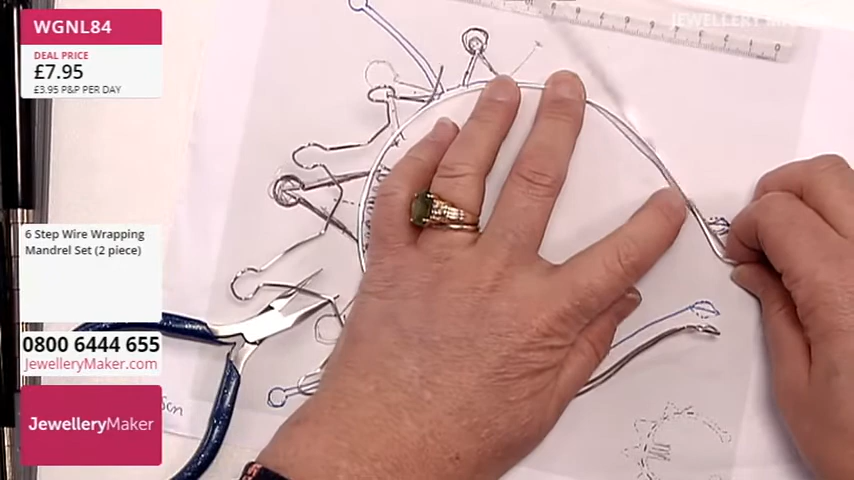 WGNL84
DEAL PRICE
£7.95
£3.95 P&P PER DAY
6 Step Wire Wrapping
Mandrel Set (2 piece)
0800 6444 655
JewelleryMaker.com
JewelleryMaker
JEWELLERY